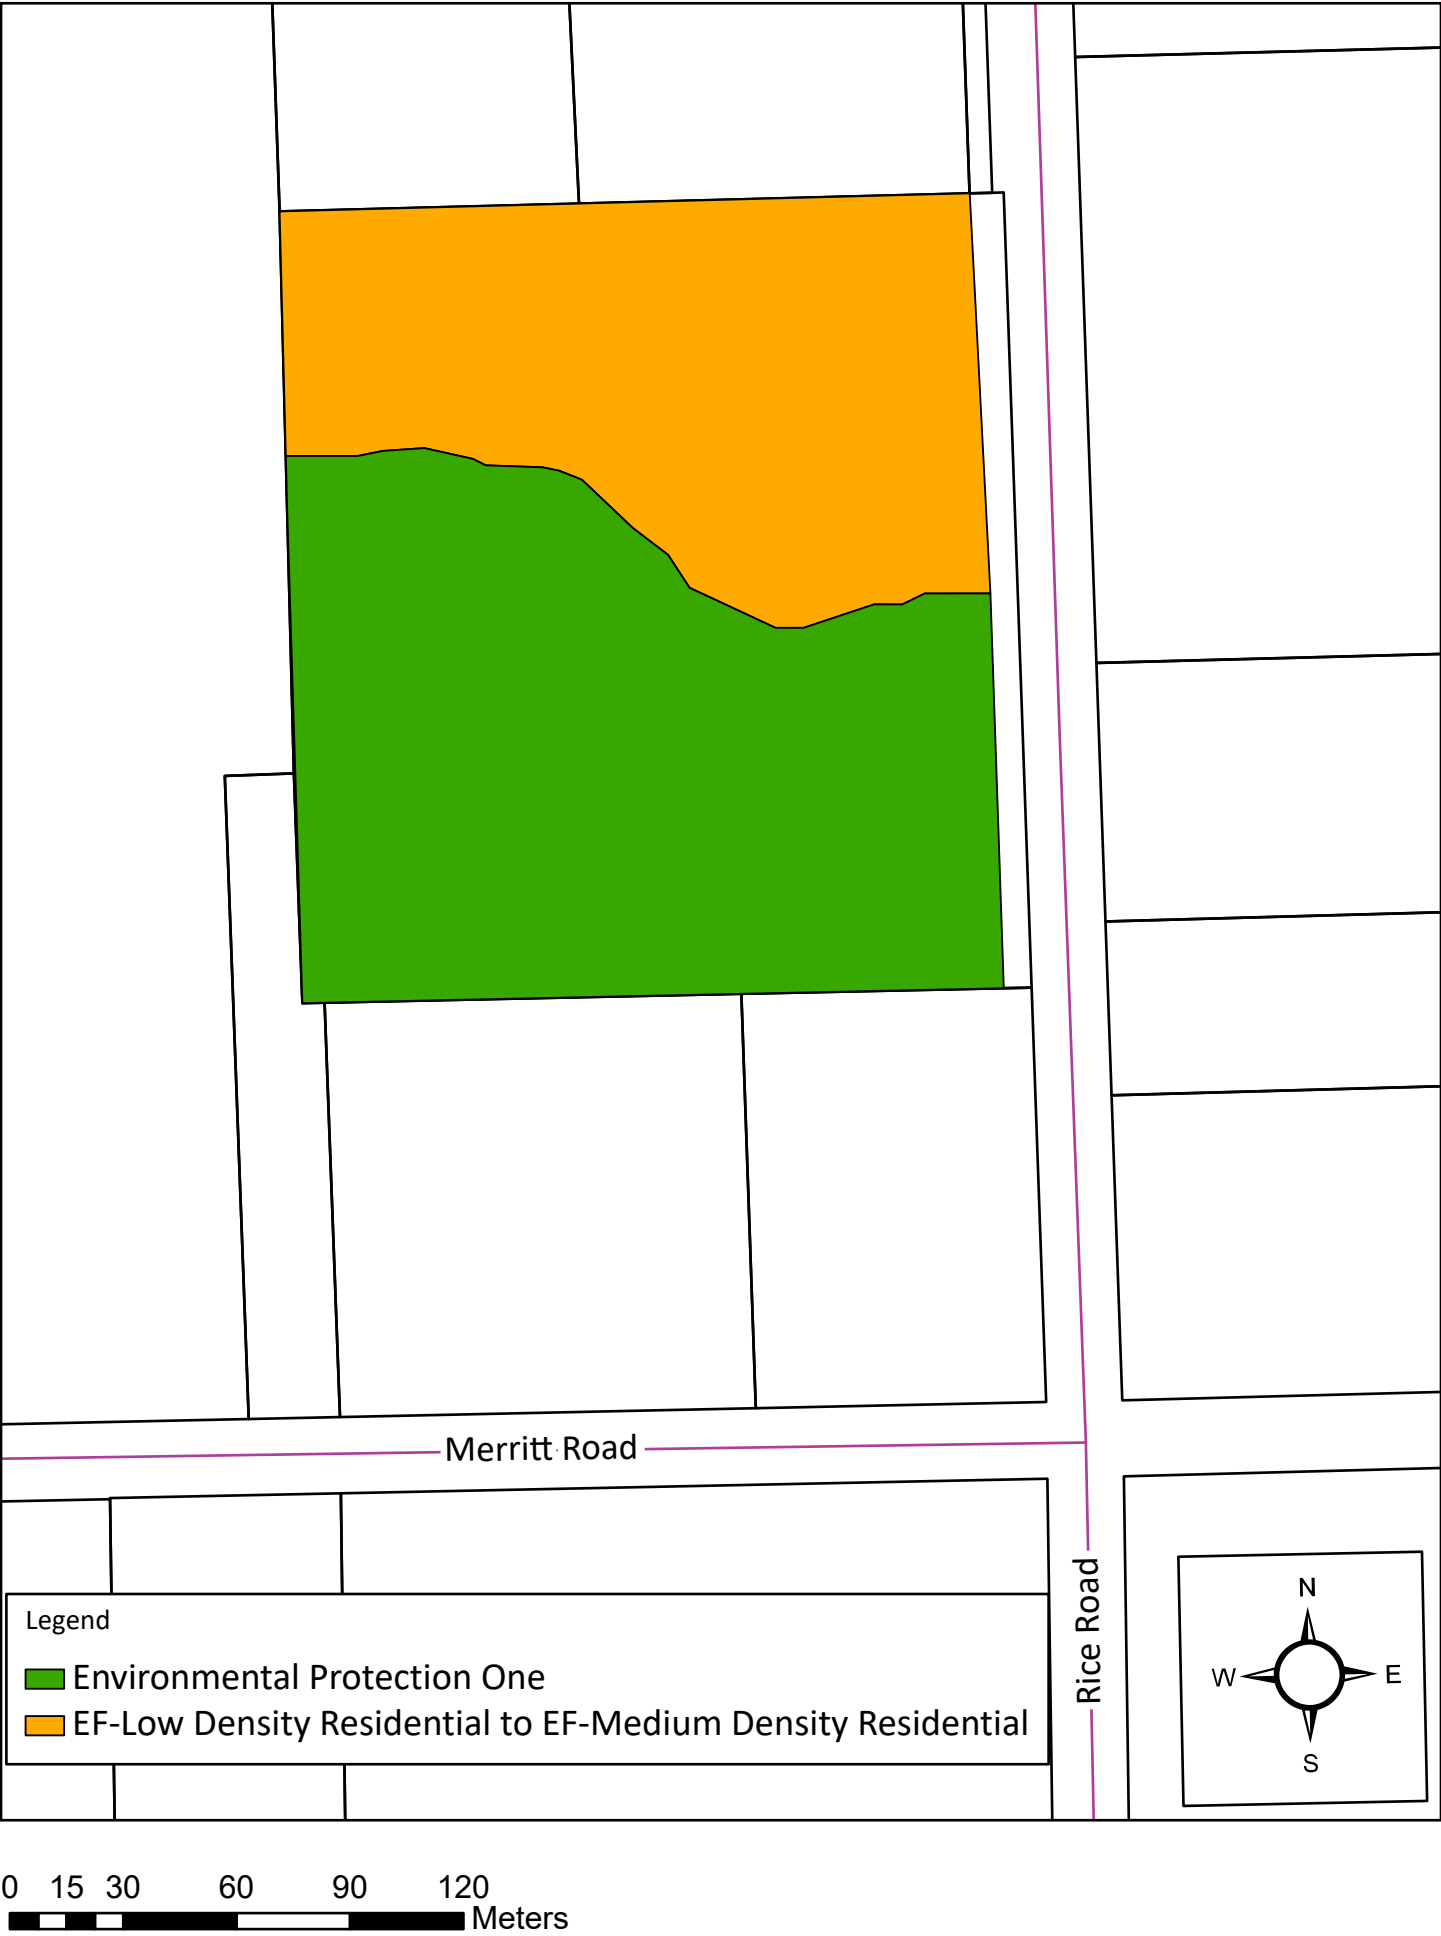 Merritt Road
Rice Road
Legend
Environmental Protection One
EF-Low Density Residential to EF-Medium Density Residential
N
W E
S
0 15 30 60 90 120
Meters